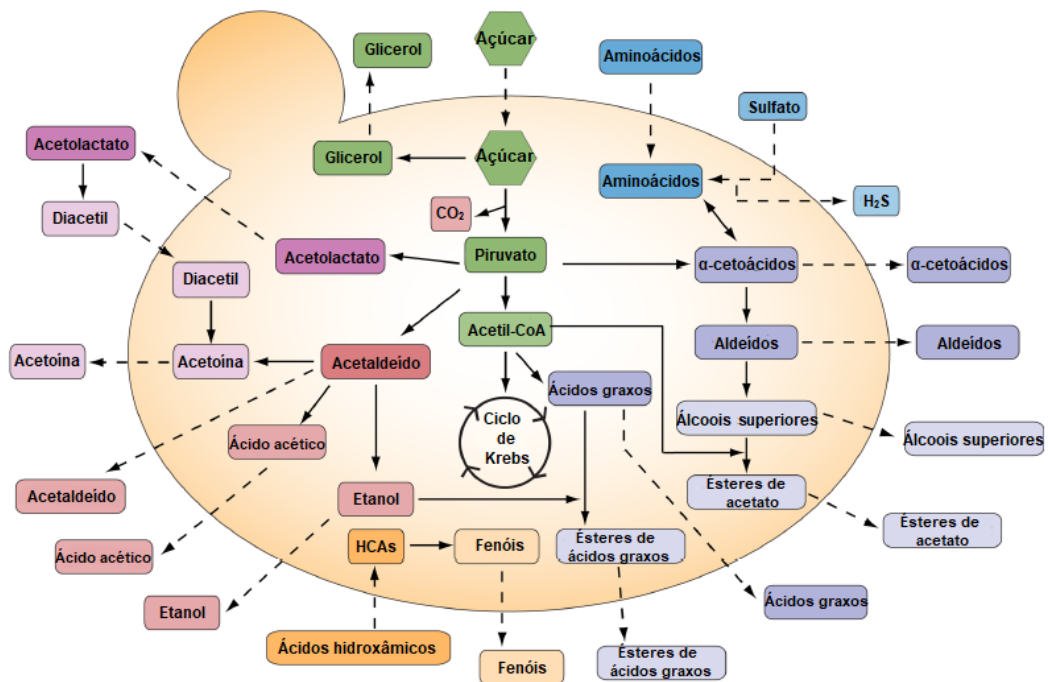 Glicerol
Açúcar
Aminoácidos
Sulfato
Acetolactato
Glicerol
Açúcar
Aminoácidos
H₂S
Diacetil
CO₂
Acetolactato
Piruvato
α-cetoácidos
α-cetoácidos
Diacetil
Acetil-CoA
Aldeídos
Aldeídos
Acetoína
Acetoína
Acetaldeído
Ácidos graxos
Ciclo
de
Krebs
Álcoois superiores
Álcoois superiores
Ácido acético
Acetaldeído
Etanol
Ésteres de
acetato
Ésteres de
acetato
Ácido acético
HCAs
Fenóis
Ésteres de
ácidos graxos
Etanol
Ácidos graxos
Ácidos hidroxâmicos
Fenóis
Ésteres de
ácidos graxos